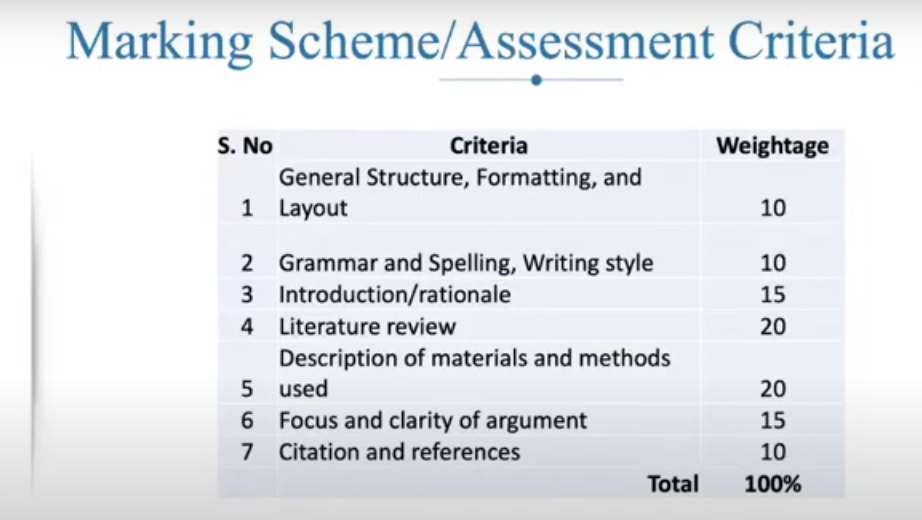 Marking Scheme/Assessment Criteria
S. No Criteria Weightage
General Structure, Formatting, and
1 Layout 10
2 Grammar and Spelling, Writing style 10
3 Introduction/rationale 15
4 Literature review 20
Description of materials and methods
5 used 20
6 Focus and clarity of argument 15
7 Citation and references 10
Total 100%